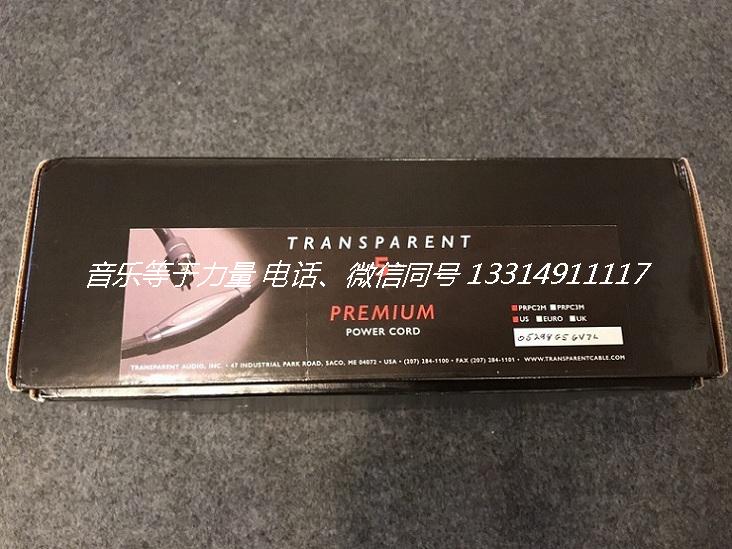 TRANSPARENT
5
音乐等于力量 电话、微信同号 13314911117
PREMIUM
POWER CORD
PRPC2M PRPC3M
US EURO UK
TRANSPARENT AUDIO, INC. • 47 INDUSTRIAL PARK ROAD, SACO, ME 04072 • USA • (207) 284-1100 • FAX (207) 284-1101 • WWW.TRANSPARENTCABLE.COM